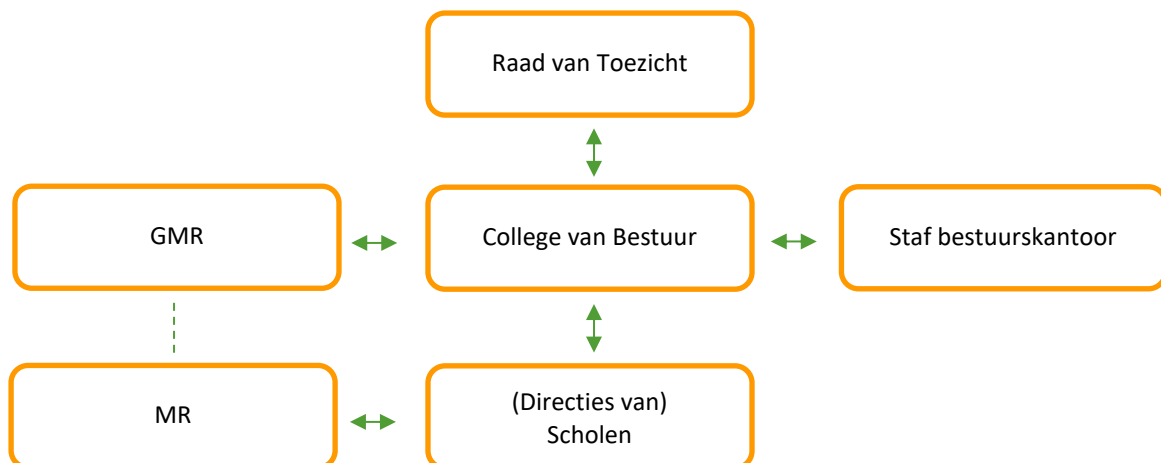 Raad van Toezicht
GMR
College van Bestuur
Staf bestuurskantoor
MR
(Directies van)
Scholen